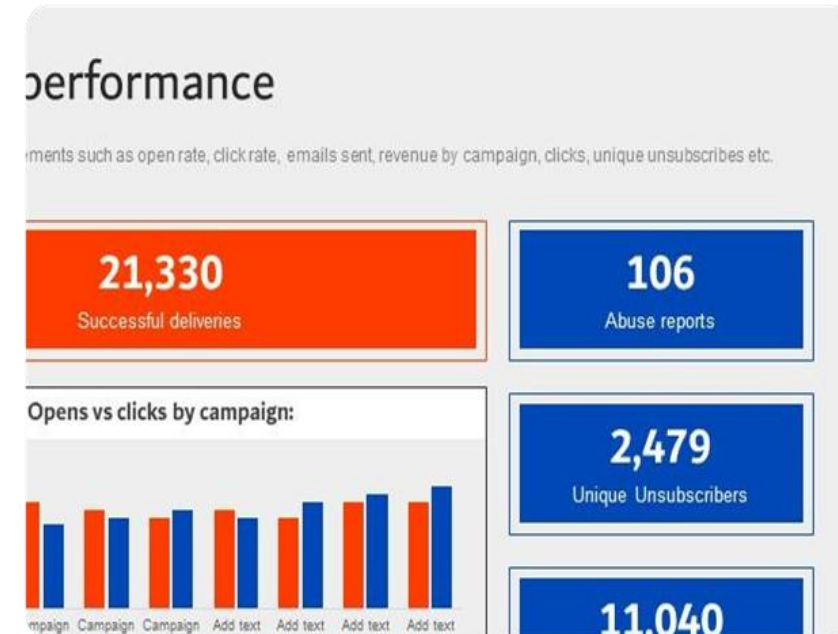 performance
ments such as open rate, click rate, emails sent, revenue by campaign, clicks, unique unsubscribes etc.
21,330
Successful deliveries
106
Abuse reports
Opens vs clicks by campaign:
2,479
Unique Unsubscribers
mpaign Campaign Campaign Add text Add text Add text Add text
11,040